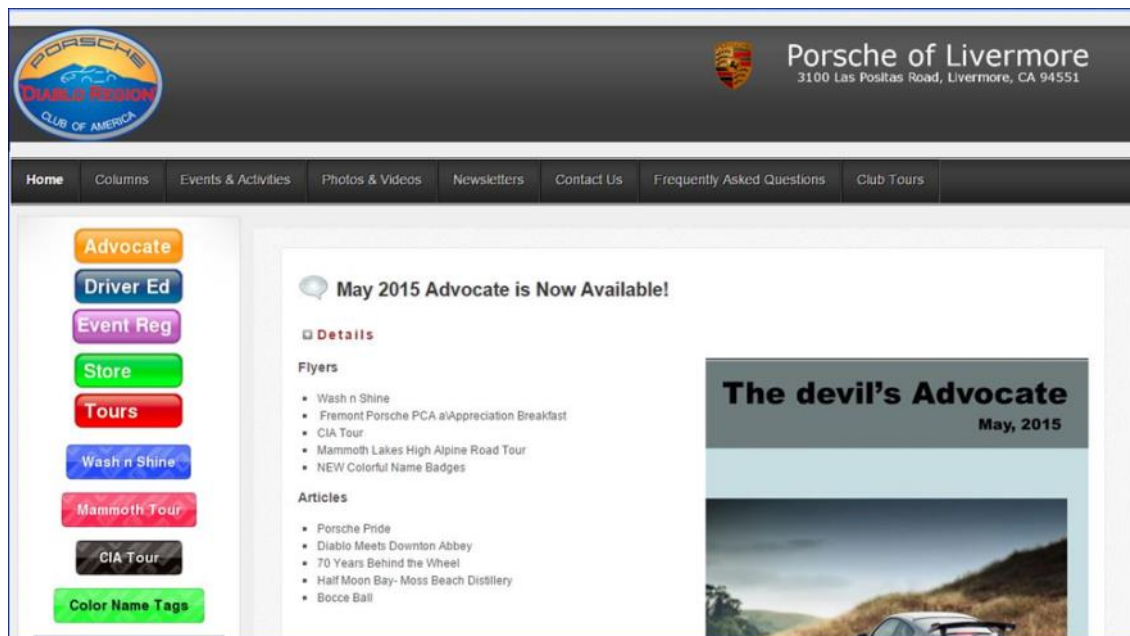 PORSCHE
DIABLO REGION
CLUB OF AMERICA
Porsche of Livermore
3100 Las Positas Road, Livermore, CA 94551
Home Columns Events & Activities Photos & Videos Newsletters Contact Us Frequently Asked Questions Club Tours
Advocate
Driver Ed
Event Reg
Store
Tours
Wash n Shine
Mammoth Tour
CIA Tour
Color Name Tags
May 2015 Advocate is Now Available!
Details
Flyers
Wash n Shine
Fremont Porsche PCA a\Appreciation Breakfast
CIA Tour
Mammoth Lakes High Alpine Road Tour
NEW Colorful Name Badges
Articles
Porsche Pride
Diablo Meets Downton Abbey
70 Years Behind the Wheel
Half Moon Bay- Moss Beach Distillery
Bocce Ball
The devil's Advocate
May, 2015